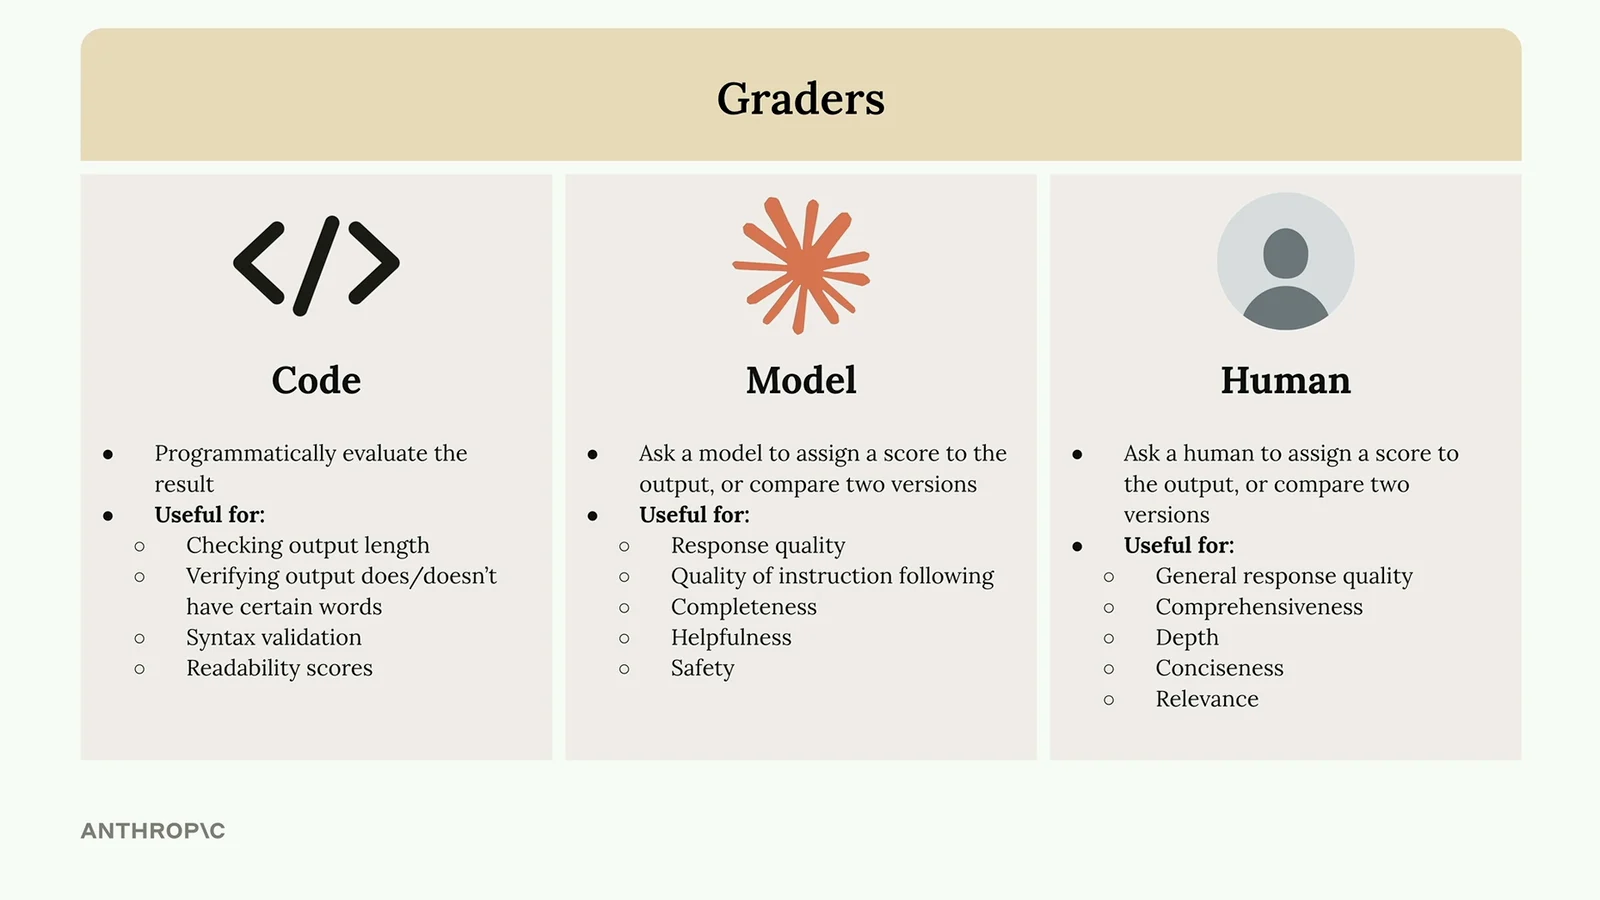 Graders
Code
● Programmatically evaluate the
result
● Useful for:
○ Checking output length
○ Verifying output does/doesn’t
have certain words
○ Syntax validation
○ Readability scores
Model
● Ask a model to assign a score to the
output, or compare two versions
● Useful for:
○ Response quality
○ Quality of instruction following
○ Completeness
○ Helpfulness
○ Safety
Human
● Ask a human to assign a score to
the output, or compare two
versions
● Useful for:
○ General response quality
○ Comprehensiveness
○ Depth
○ Conciseness
○ Relevance
ANTHROP\C